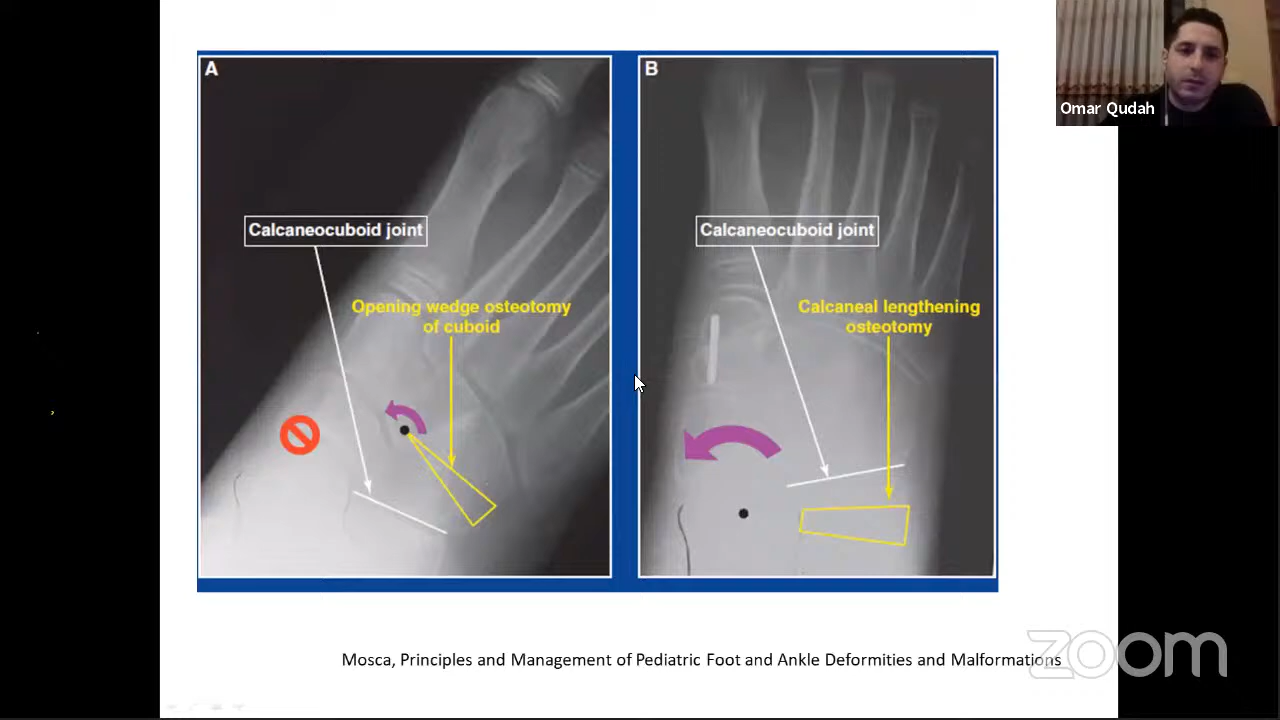 A
B
Omar Qudah
Calcaneocuboid joint
Calcaneocuboid joint
Opening wedge osteotomy
of cuboid
Calcaneal lengthening
osteotomy
Mosca, Principles and Management of Pediatric Foot and Ankle Deformities and Malformations
zoom